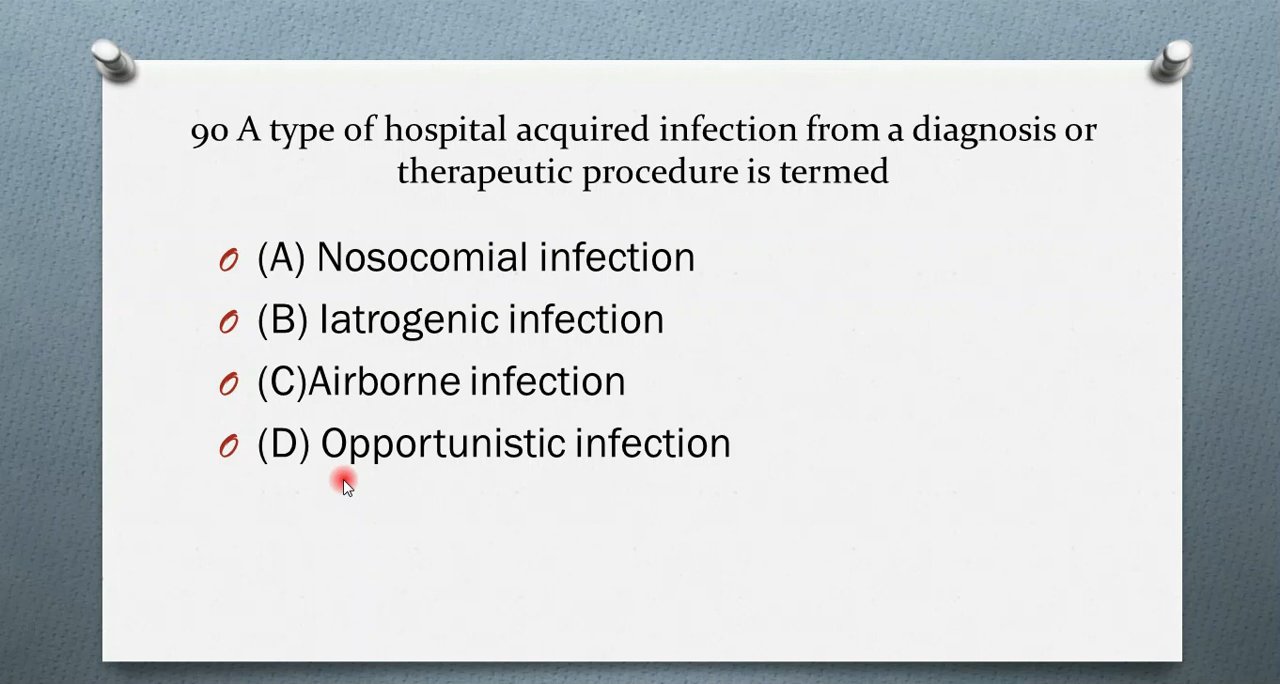 90 A type of hospital acquired infection from a diagnosis or
therapeutic procedure is termed
(A) Nosocomial infection
(B) Iatrogenic infection
(C)Airborne infection
(D) Opportunistic infection